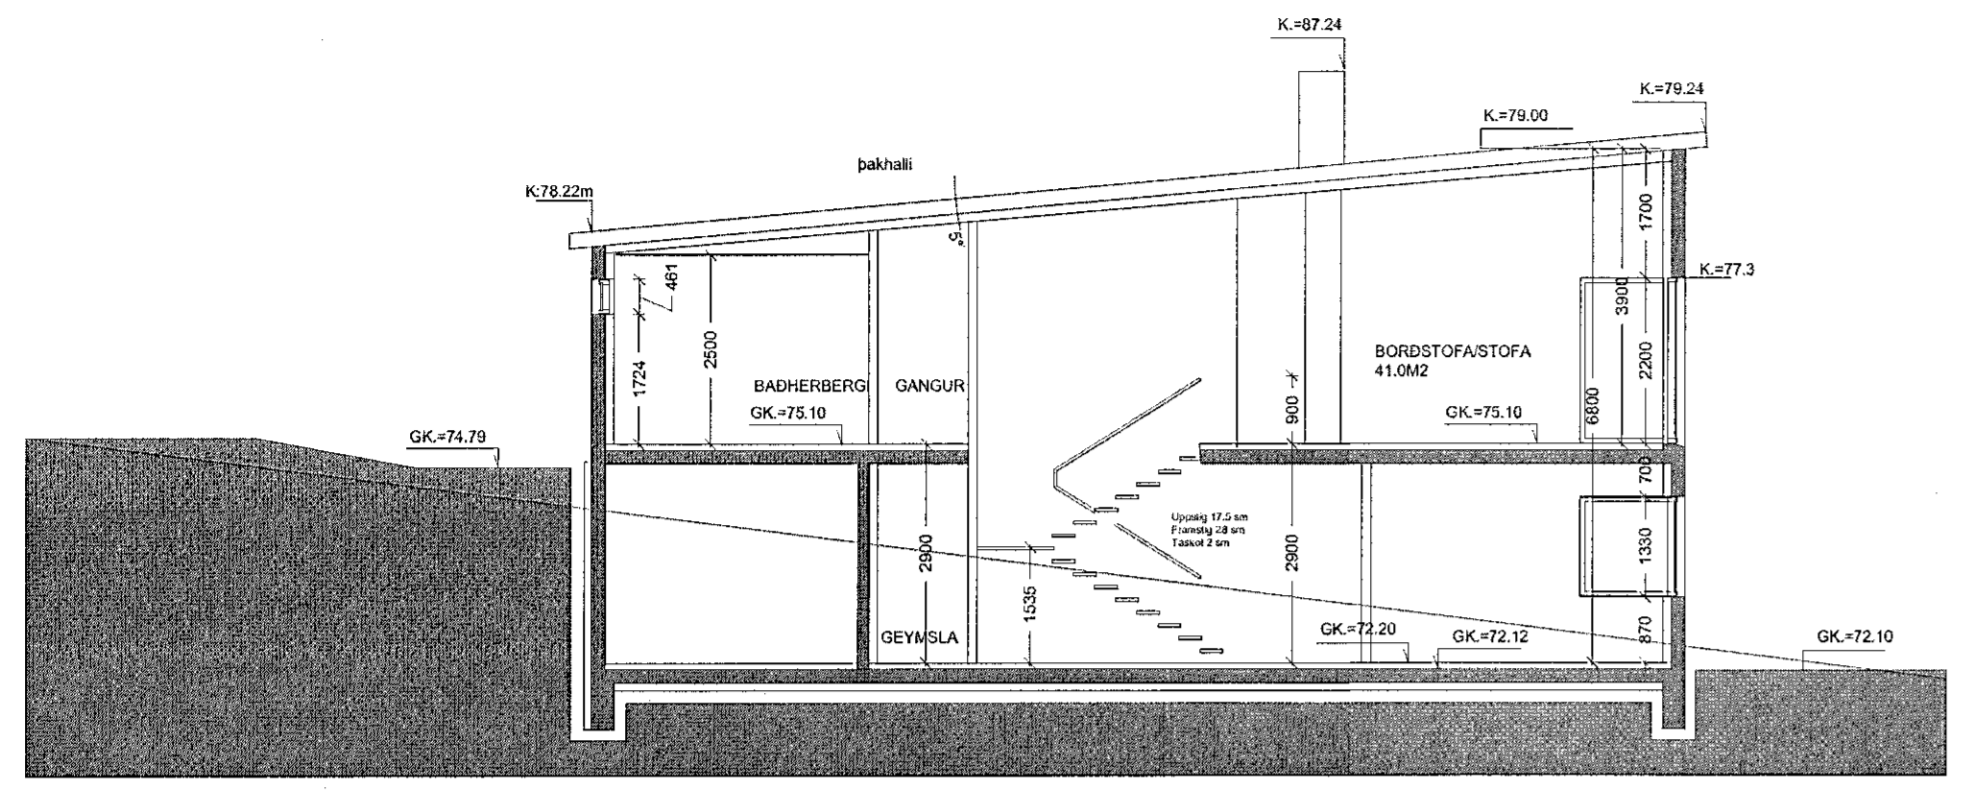 K.=87.24
K.=79.24
K.=79.00
þakhalli
K:78.22m
5°
1700
K.=77.3
461
3900
2500
1724
2200
BORÐSTOFA/STOFA
41.0M2
BAÐHERBERGI
GANGUR
6800
900
GK.=75.10
GK.=75.10
GK.=74.79
700
Uppstig 17.5 sm
Framstig 28 sm
Táskot 2 sm
2900
2900
1330
1535
GEYMSLA
GK.=72.20
GK.=72.12
870
GK.=72.10